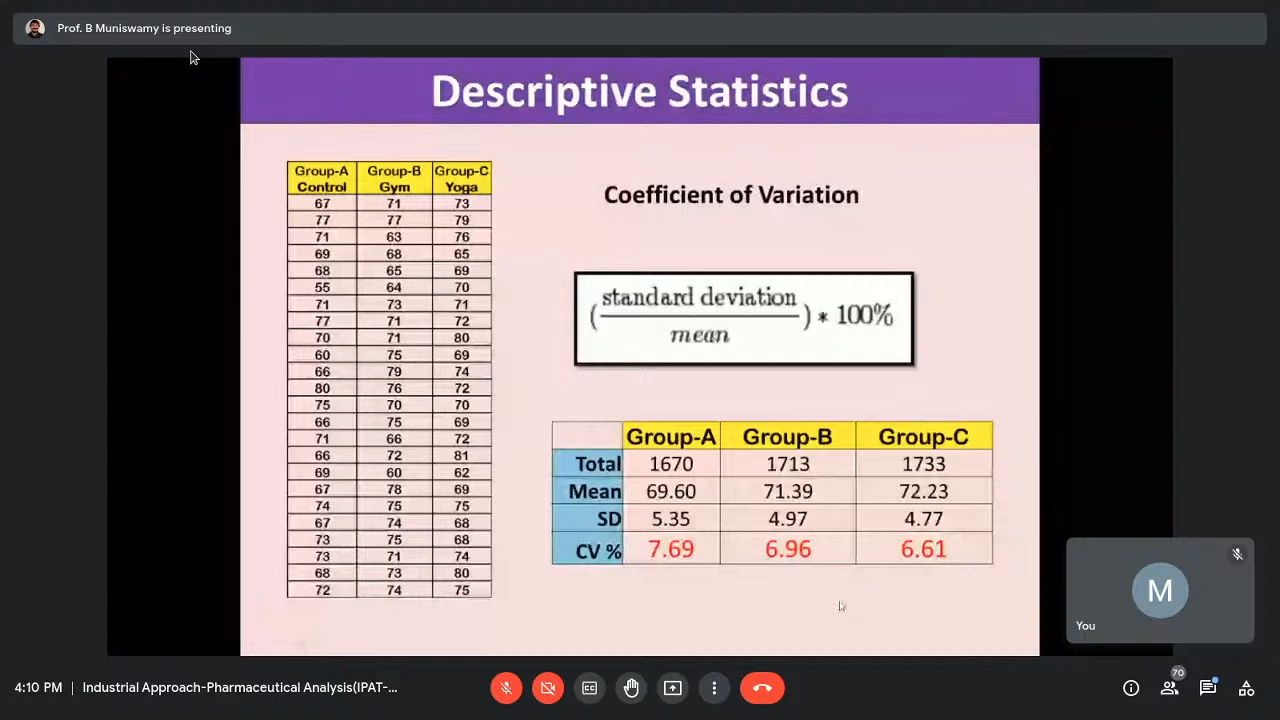 Prof. B Muniswamy is presenting
Descriptive Statistics
Group-A Group-B Group-C
Control Gym Yoga
67 71 73
77 77 79
71 63 76
69 68 65
68 65 69
55 64 70
71 73 71
77 71 72
70 71 80
60 75 69
66 79 74
80 76 72
75 70 70
66 75 69
71 66 72
66 72 81
69 60 62
67 78 69
74 75 75
67 74 68
73 75 68
73 71 74
68 73 80
72 74 75
Coefficient of Variation
(standard deviation
mean) * 100%
Group-A Group-B Group-C
Total 1670 1713 1733
Mean 69.60 71.39 72.23
SD 5.35 4.97 4.77
CV % 7.69 6.96 6.61
M
You
4:10 PM | Industrial Approach-Pharmaceutical Analysis(IPAT-...
CC
70